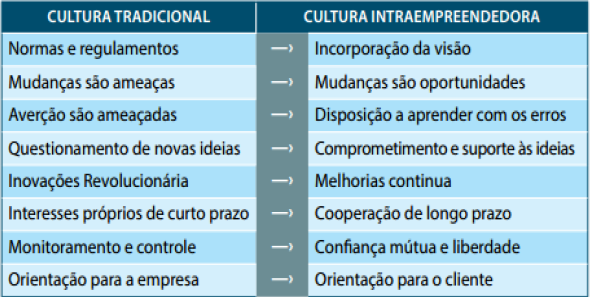 CULTURA TRADICIONAL CULTURA INTRAEMPREENDEDORA
Normas e regulamentos —› Incorporação da visão
Mudanças são ameaças —› Mudanças são oportunidades
Averção são ameaçadas —› Disposição a aprender com os erros
Questionamento de novas ideias —› Comprometimento e suporte às ideias
Inovações Revolucionária —› Melhorias continua
Interesses próprios de curto prazo —› Cooperação de longo prazo
Monitoramento e controle —› Confiança mútua e liberdade
Orientação para a empresa —› Orientação para o cliente